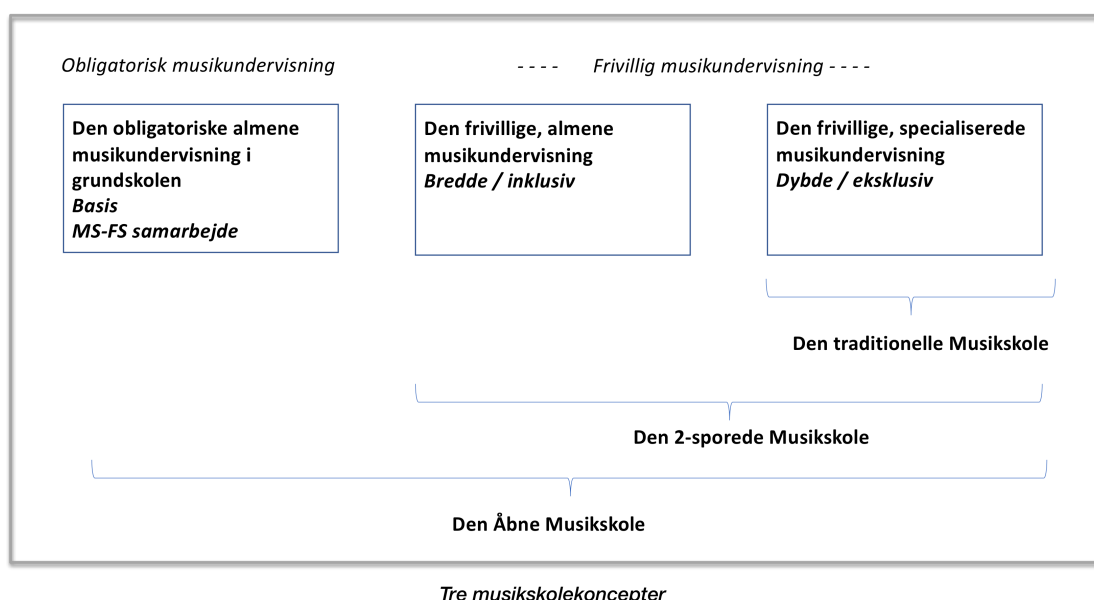 Obligatorisk musikundervisning
- - - - Frivillig musikundervisning - - - -
Den obligatoriske almene
musikundervisning i
grundskolen
Basis
MS-FS samarbejde
Den frivillige, almene
musikundervisning
Bredde / inklusiv
Den frivillige, specialiserede
musikundervisning
Dybde / eksklusiv
Den traditionelle Musikskole
Den 2-sporede Musikskole
Den Åbne Musikskole
Tre musikskolekoncepter